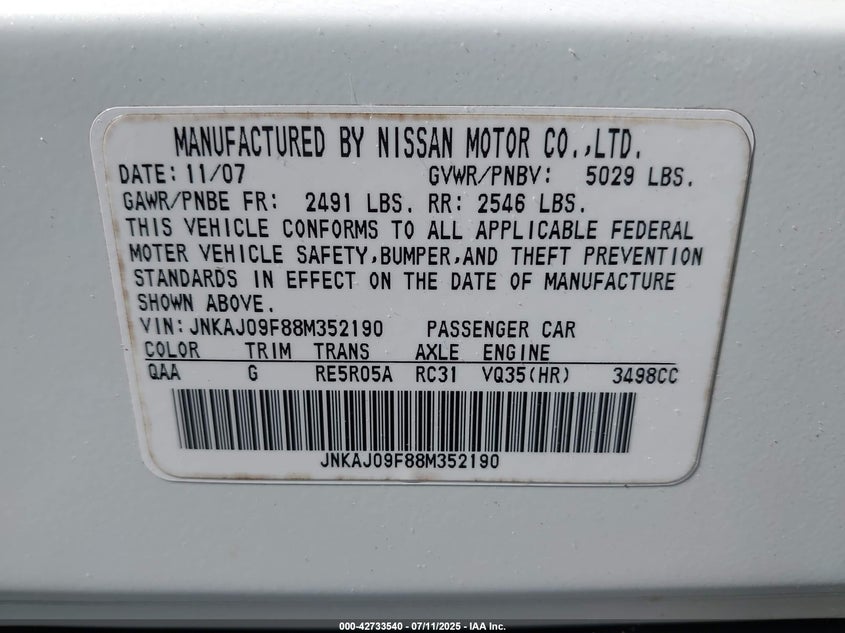 MANUFACTURED BY NISSAN MOTOR CO.,LTD.
DATE: 11/07 GVWR/PNBV: 5029 LBS.
GAWR/PNBE FR: 2491 LBS. RR: 2546 LBS.
THIS VEHICLE CONFORMS TO ALL APPLICABLE FEDERAL
MOTER VEHICLE SAFETY,BUMPER,AND THEFT PREVENTION
STANDARDS IN EFFECT ON THE DATE OF MANUFACTURE
SHOWN ABOVE.
VIN:JNKAJ09F88M352190 PASSENGER CAR
COLOR TRIM TRANS AXLE ENGINE
QAA G RE5R05A RC31 VQ35(HR) 3498CC
JNKAJ09F88M352190
000-42733540 - 07/11/2025 - IAA Inc.